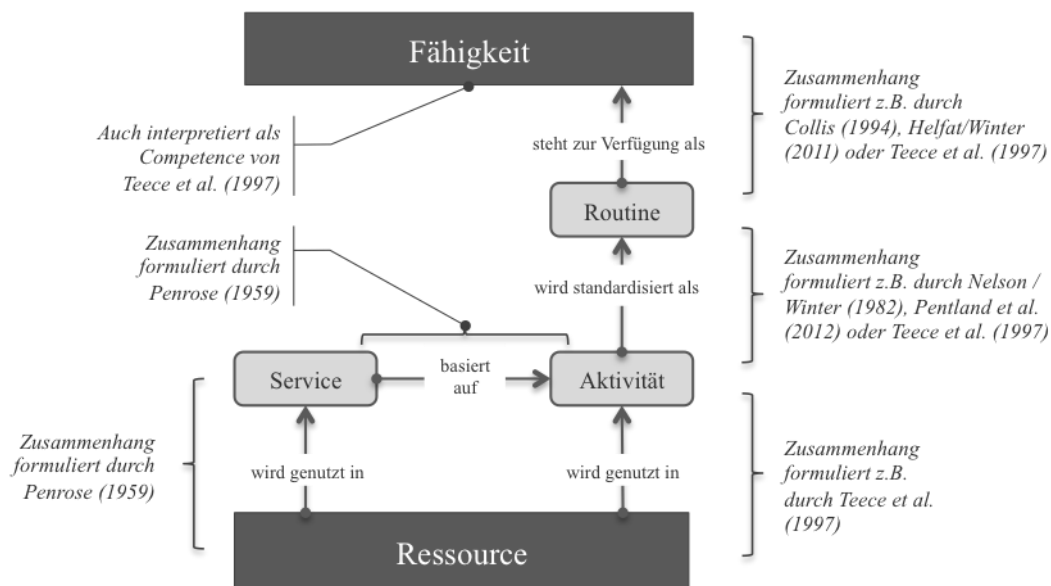 Fähigkeit
Auch interpretiert als
Competence von
Teece et al. (1997)
steht zur Verfügung als
Zusammenhang
formuliert z.B. durch
Collis (1994), Helfat/Winter
(2011) oder Teece et al. (1997)
Routine
Zusammenhang
formuliert durch
Penrose (1959)
wird standardisiert als
Zusammenhang
formuliert z.B. durch Nelson /
Winter (1982), Pentland et al.
(2012) oder Teece et al. (1997)
Service
basiert
auf
Aktivität
Zusammenhang
formuliert durch
Penrose (1959)
wird genutzt in
wird genutzt in
Zusammenhang
formuliert z.B.
durch Teece et al.
(1997)
Ressource